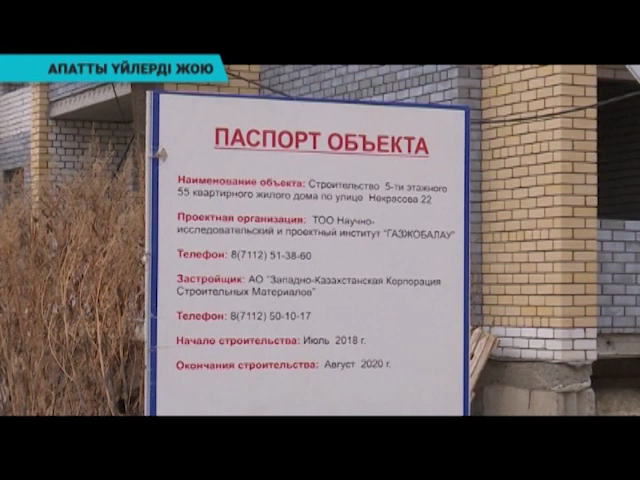 АПАТТЫ ҮЙЛЕРДІ ЖОЮ
ПАСПОРТ ОБЪЕКТА
Наименование объекта: Строительство 5-ти этажного
55 квартирного жилого дома по улице Некрасова 22
Проектная организация: ТОО Научно-
исследовательский и проектный институт "ГАЗЖОБАЛАУ"
Телефон: 8(7112) 51-38-60
Застройщик: АО "Западно-Казахстанская Корпорация
Строительных Материалов"
Телефон: 8(7112) 50-10-17
Начало строительства: Июль 2018 г.
Окончания строительства: Август 2020 г.